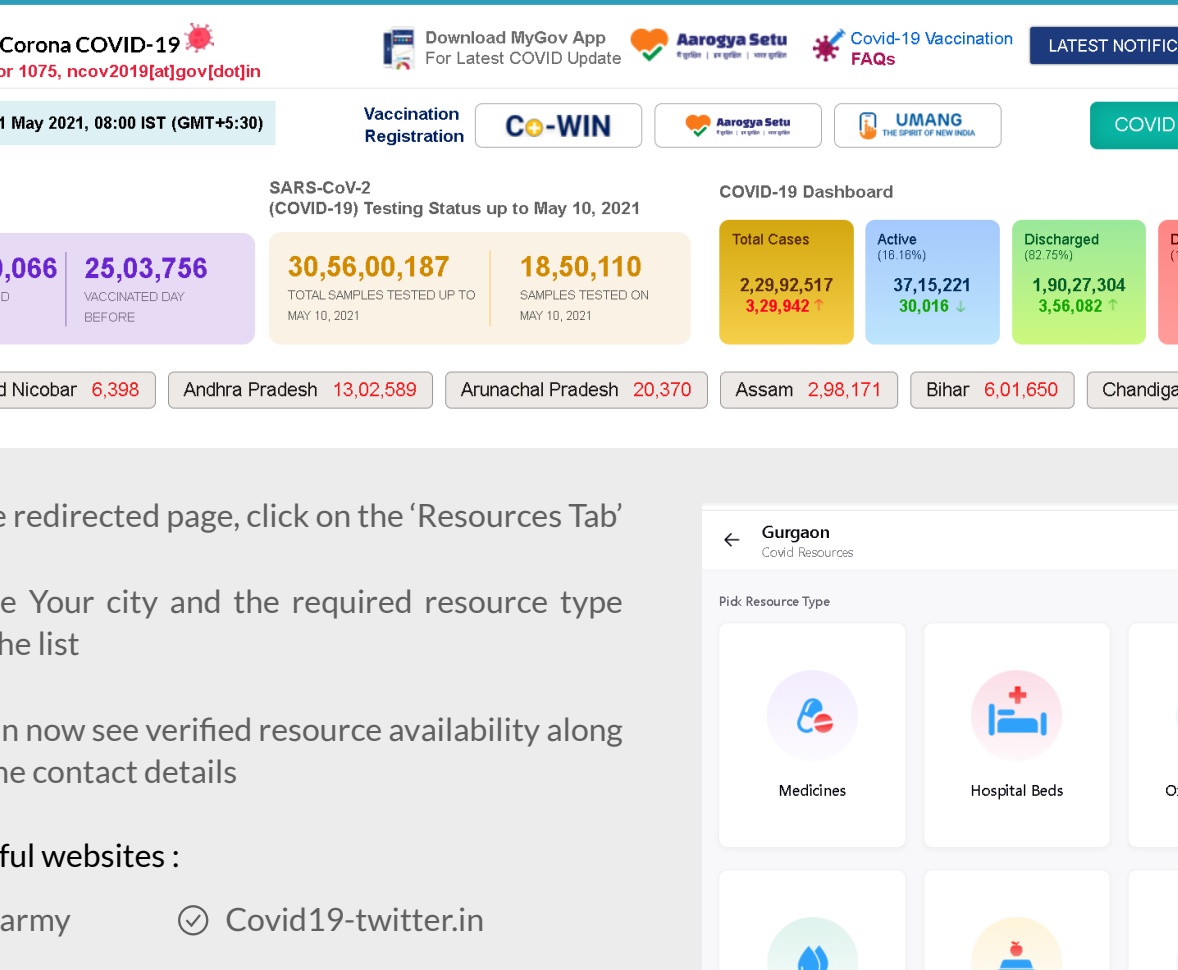 Corona COVID-19
or 1075, ncov2019[at]gov[dot]in
Download MyGov App
For Latest COVID Update
Aarogya Setu
Covid-19 Vaccination
FAQs
LATEST NOTIFIC
1 May 2021, 08:00 IST (GMT+5:30)
Vaccination
Registration
Co-WIN
Aarogya Setu
UMANG
THE SPIRIT OF NEW INDIA
COVID
0,066
D
25,03,756
VACCINATED DAY
BEFORE
SARS-CoV-2
(COVID-19) Testing Status up to May 10, 2021
30,56,00,187
TOTAL SAMPLES TESTED UP TO
MAY 10, 2021
18,50,110
SAMPLES TESTED ON
MAY 10, 2021
COVID-19 Dashboard
Total Cases
2,29,92,517
3,29,942 ↑
Active
(16.16%)
37,15,221
30,016 ↓
Discharged
(82.75%)
1,90,27,304
3,56,082 ↑
D
(1
d Nicobar 6,398
Andhra Pradesh 13,02,589
Arunachal Pradesh 20,370
Assam 2,98,171
Bihar 6,01,650
Chandiga
e redirected page, click on the ‘Resources Tab’
e Your city and the required resource type
he list
n now see verified resource availability along
ne contact details
ful websites :
army
Covid19-twitter.in
Gurgaon
Covid Resources
Pick Resource Type
Medicines
Hospital Beds